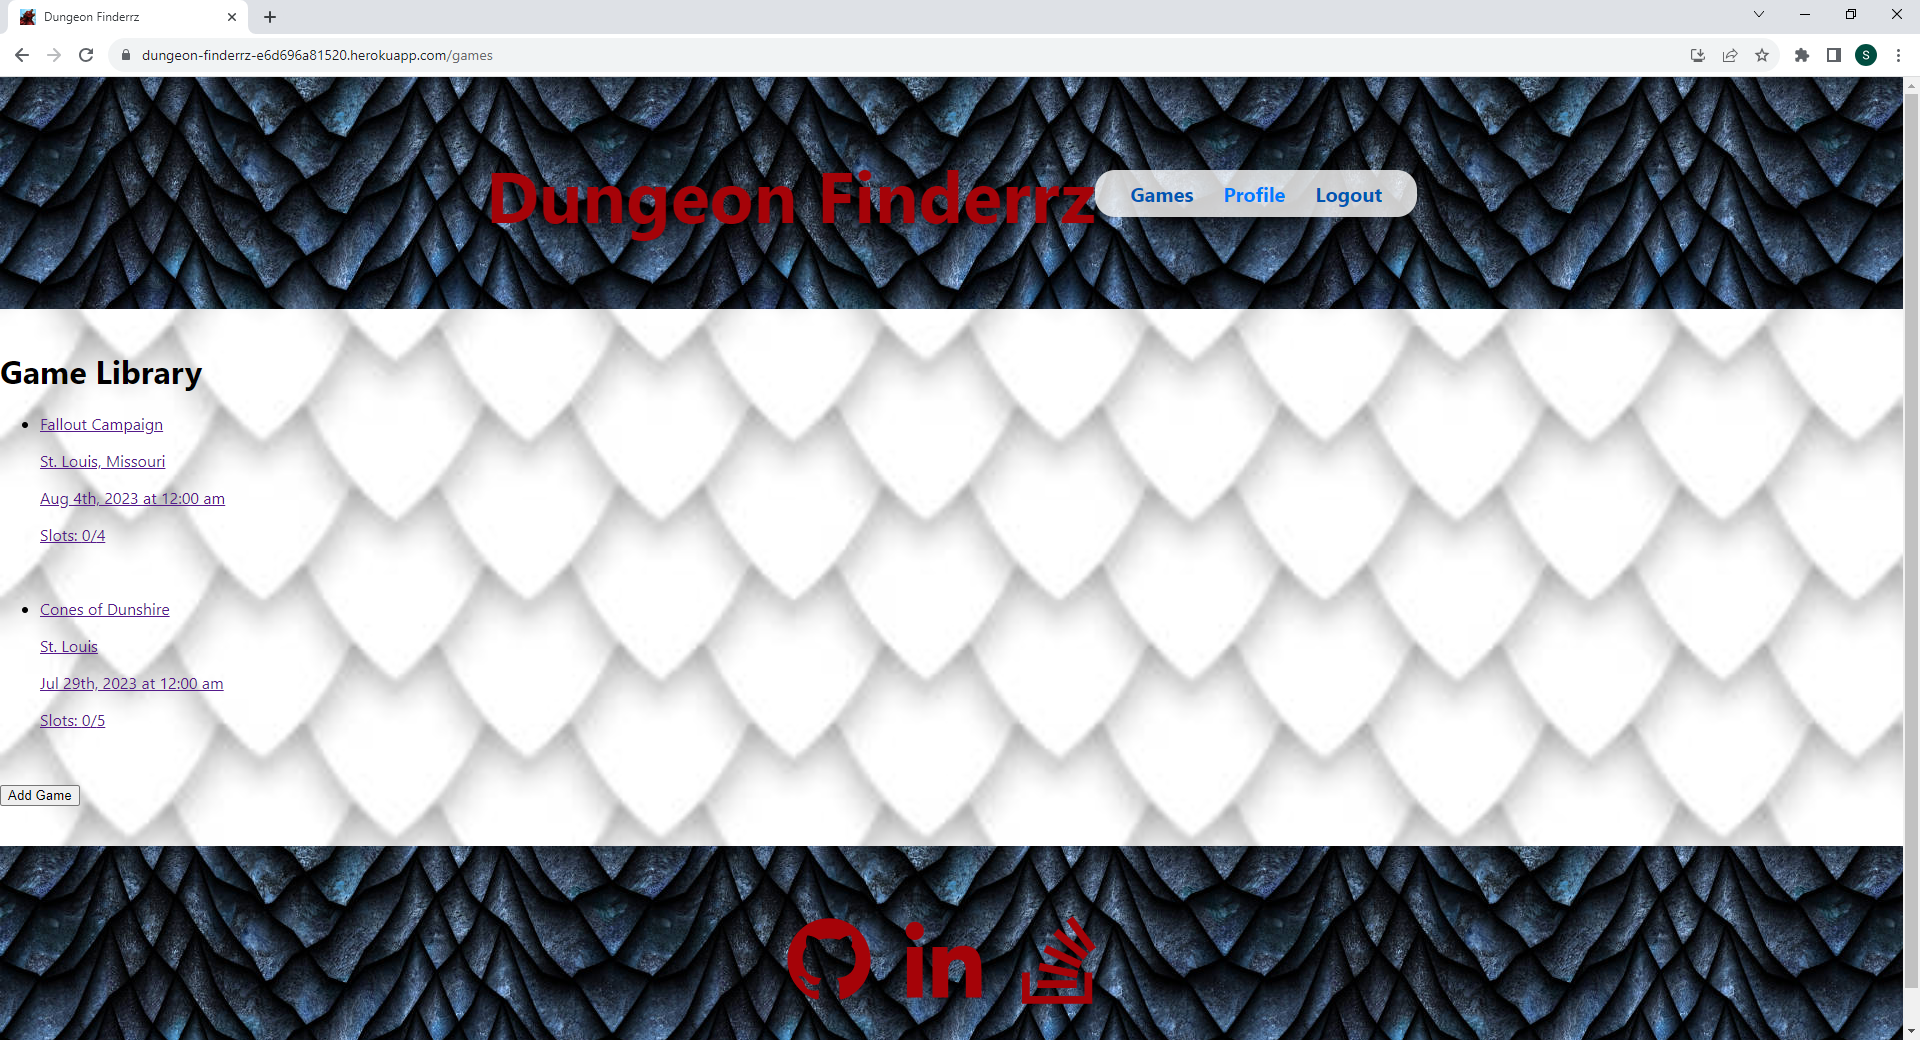 Dungeon Finderrz
dungeon-finderrz-e6d696a81520.herokuapp.com/games
S
Dungeon Finderrz
Games Profile Logout
Game Library
Fallout Campaign
St. Louis, Missouri
Aug 4th, 2023 at 12:00 am
Slots: 0/4
Cones of Dunshire
St. Louis
Jul 29th, 2023 at 12:00 am
Slots: 0/5
Add Game
in